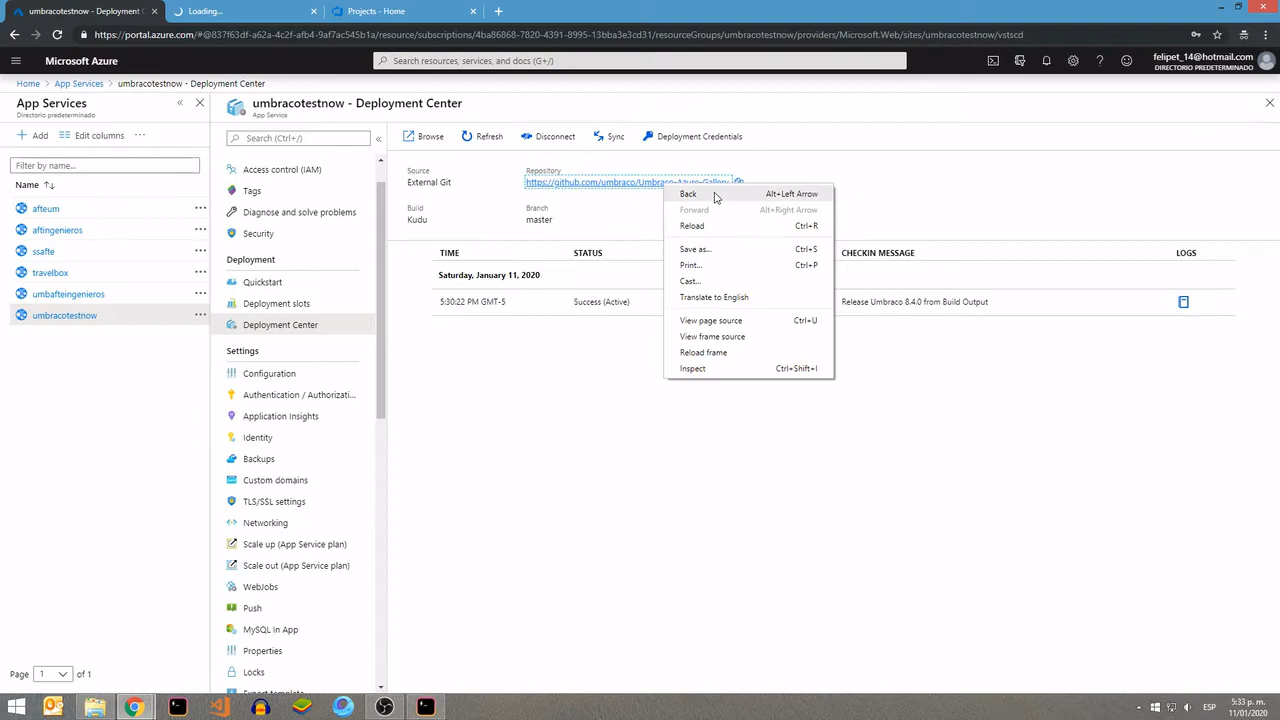 umbracotestnow - Deployment Cen
Loading...
Projects - Home
https://portal.azure.com/#@837f63df-a62a-4c2f-afb4-9af7ac545b1a/resource/subscriptions/4ba86868-7820-4391-8995-13bba3e3cd31/resourceGroups/umbracotestnow/providers/Microsoft.Web/sites/umbracotestnow/vstscd
Microsoft Azure
Search resources, services, and docs (G+/)
felipet_14@hotmail.com
DIRECTORIO PREDETERMINADO
Home
App Services
umbracotestnow - Deployment Center
App Services
Directorio predeterminado
Add
Edit columns
Filter by name...
Name
afteum
aftingenieros
ssafte
travelbox
umbafteingenieros
umbracotestnow
Page 1 of 1
umbracotestnow - Deployment Center
App Service
Search (Ctrl+/)
Access control (IAM)
Tags
Diagnose and solve problems
Security
Deployment
Quickstart
Deployment slots
Deployment Center
Settings
Configuration
Authentication / Authorizati...
Application Insights
Identity
Backups
Custom domains
TLS/SSL settings
Networking
Scale up (App Service plan)
Scale out (App Service plan)
WebJobs
Push
MySQL In App
Properties
Locks
Export template
Browse
Refresh
Disconnect
Sync
Deployment Credentials
Source
External Git
Repository
https://github.com/umbraco/Umbraco-Azure-Gallery
Build
Kudu
Branch
master
TIME
STATUS
CHECKIN MESSAGE
LOGS
Saturday, January 11, 2020
5:30:22 PM GMT-5
Success (Active)
Release Umbraco 8.4.0 from Build Output
Back Alt+Left Arrow
Forward Alt+Right Arrow
Reload Ctrl+R
Save as... Ctrl+S
Print... Ctrl+P
Cast...
Translate to English
View page source Ctrl+U
View frame source
Reload frame
Inspect Ctrl+Shift+I
ESP
5:33 p. m.
11/01/2020